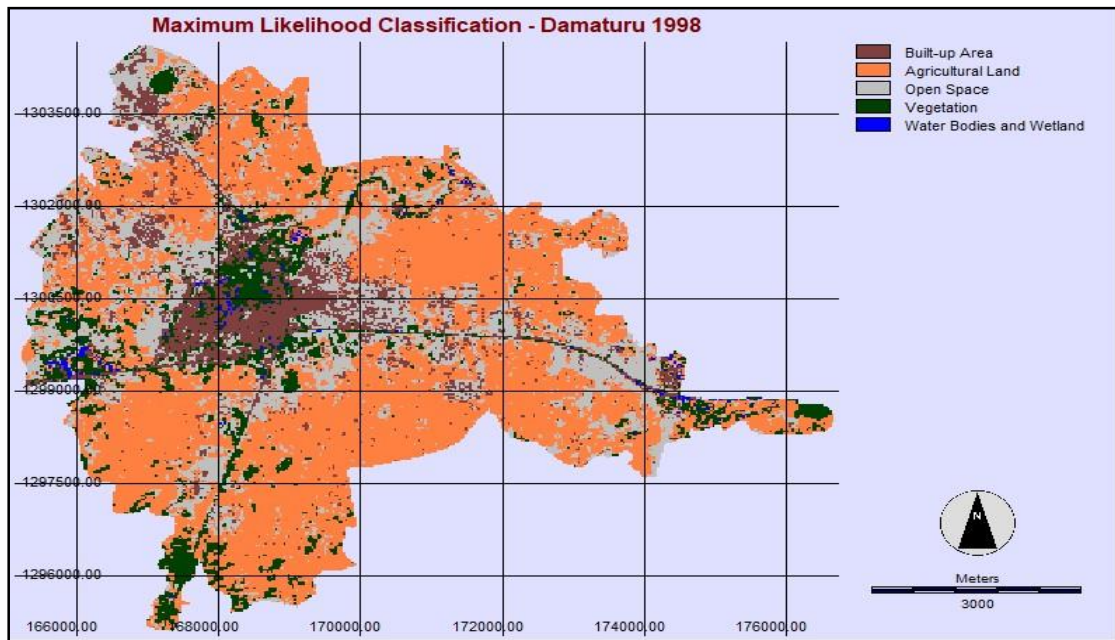 Maximum Likelihood Classification - Damaturu 1998
Built-up Area
Agricultural Land
Open Space
Vegetation
Water Bodies and Wetland
1303500.00
1302000.00
1300500.00
1299000.00
1297500.00
1296000.00
N
Meters
3000
166000.00 168000.00 170000.00 172000.00 174000.00 176000.00